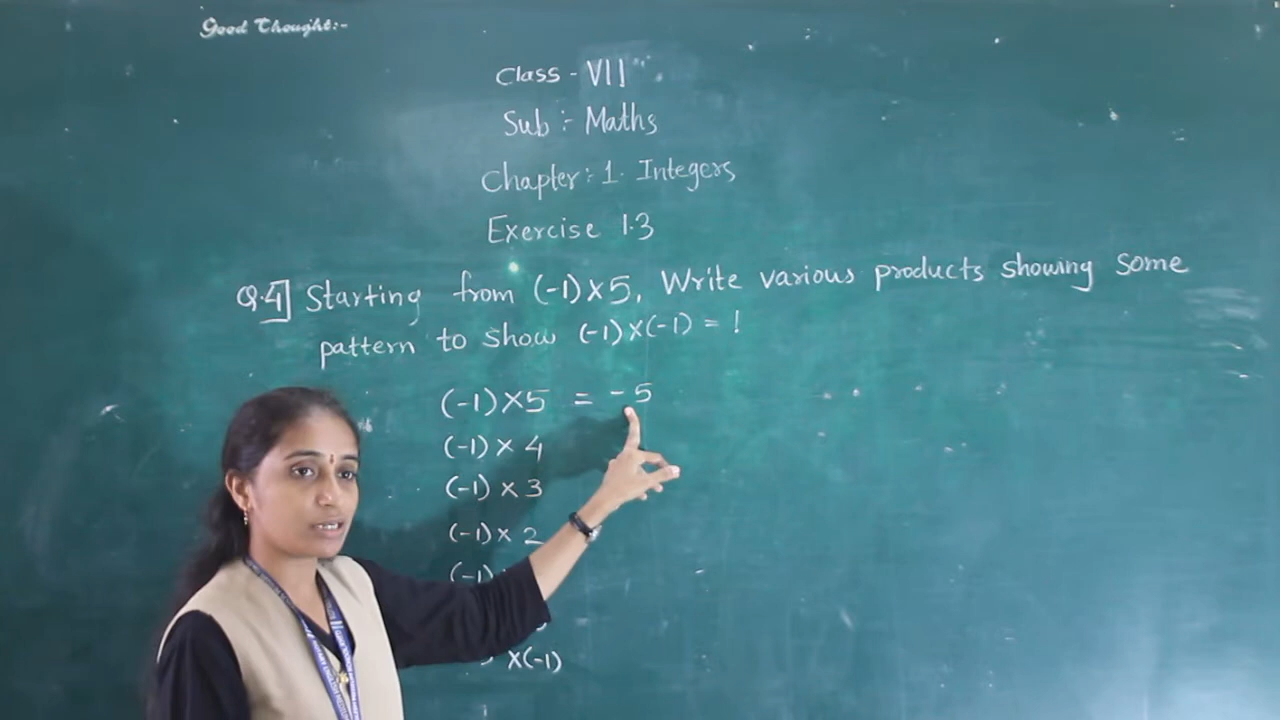 Good Thought:-
Class - VII
Sub :- Maths
Chapter: 1. Integers
Exercise 1.3
Q.4] Starting from (-1)×5, Write various products showing some
pattern to show (-1)×(-1) = 1
(-1)×5 = -5
(-1)× 4
(-1) × 3
(-1)× 2
(-1)
×(-1)